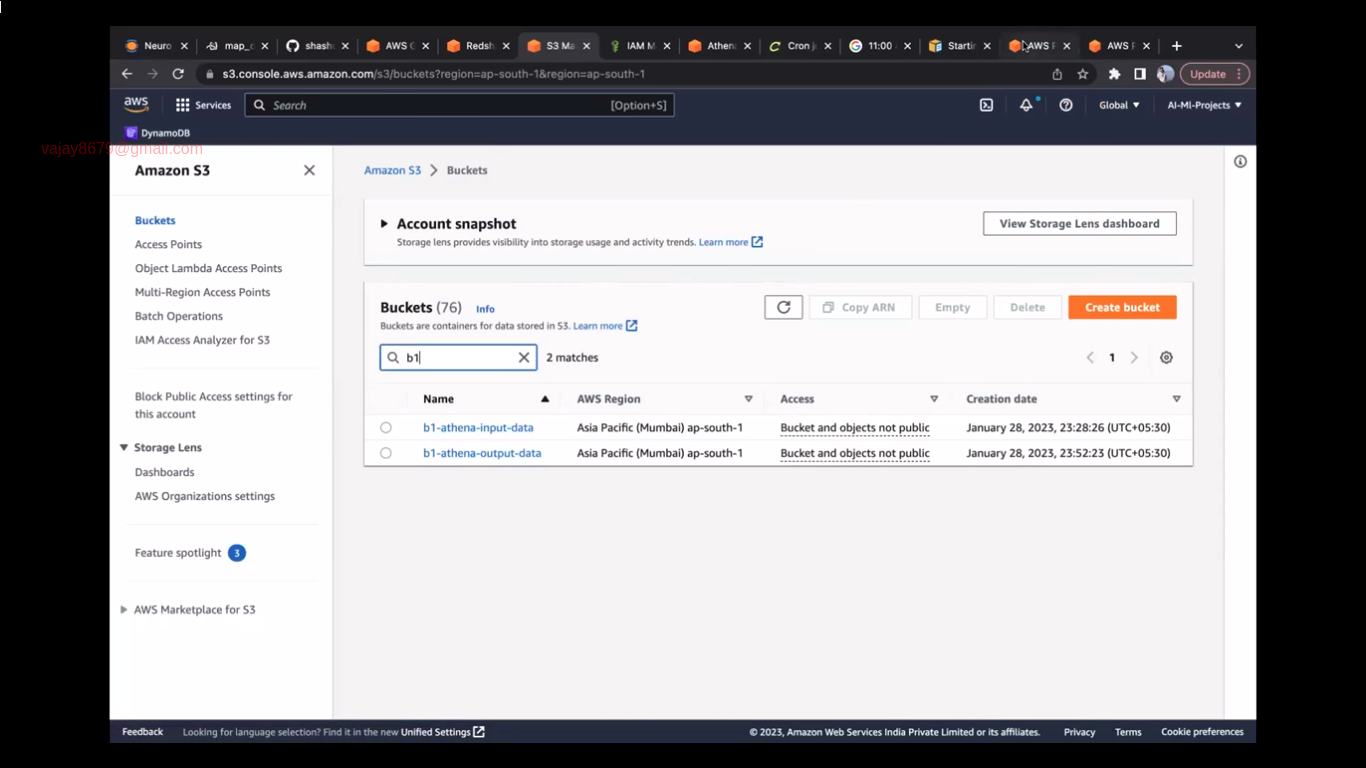 Neuro
map_c
shash
AWS G
Redsh
S3 Ma
IAM M
Athen
Cron j
11:00
Startin
AWS
AWS F
s3.console.aws.amazon.com/s3/buckets?region=ap-south-1&region=ap-south-1
Update
aws
Services
Search
[Option+S]
Global
AI-Ml-Projects
DynamoDB
vajay8679@gmail.com
Amazon S3
Buckets
Access Points
Object Lambda Access Points
Multi-Region Access Points
Batch Operations
IAM Access Analyzer for S3
Block Public Access settings for
this account
Storage Lens
Dashboards
AWS Organizations settings
Feature spotlight 3
AWS Marketplace for S3
Amazon S3 > Buckets
Account snapshot
Storage lens provides visibility into storage usage and activity trends. Learn more
View Storage Lens dashboard
Buckets (76) Info
Buckets are containers for data stored in S3. Learn more
Copy ARN
Empty
Delete
Create bucket
b1
2 matches
1
Name AWS Region Access Creation date
b1-athena-input-data Asia Pacific (Mumbai) ap-south-1 Bucket and objects not public January 28, 2023, 23:28:26 (UTC+05:30)
b1-athena-output-data Asia Pacific (Mumbai) ap-south-1 Bucket and objects not public January 28, 2023, 23:52:23 (UTC+05:30)
Feedback Looking for language selection? Find it in the new Unified Settings © 2023, Amazon Web Services India Private Limited or its affiliates. Privacy Terms Cookie preferences